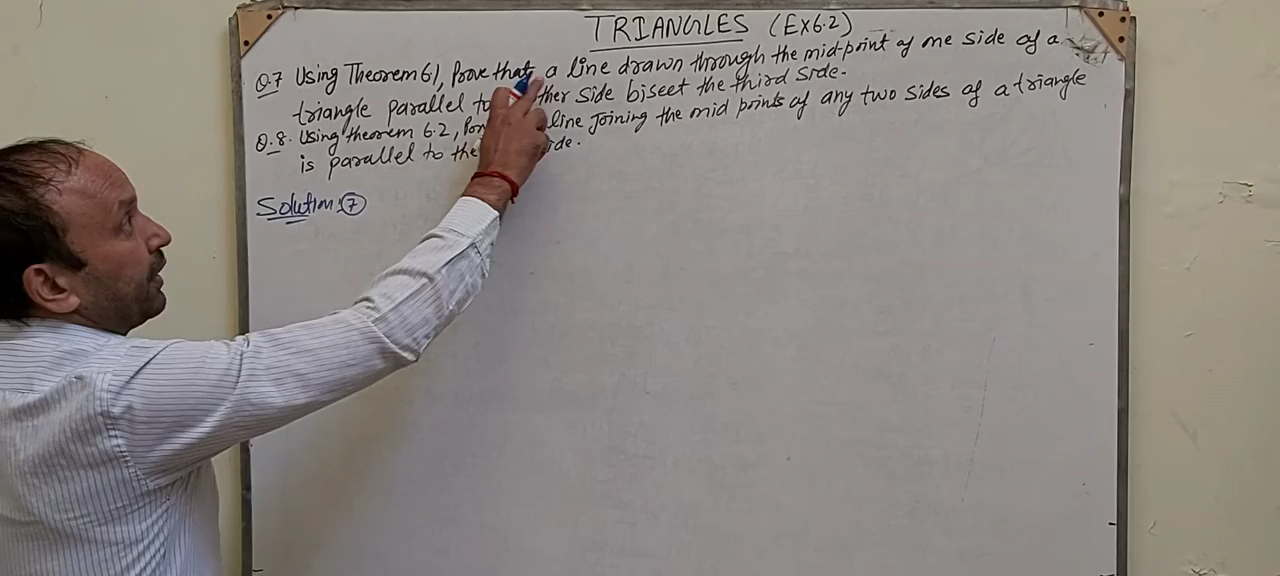 TRIANGLES (Ex6.2)
Q.7 Using Theorem 6.1, Prove that a line drawn through the mid-point of one side of a
triangle parallel to ther side bisect the third side.
Q.8. Using theorem 6.2, line joining the mid points of any two sides of a triangle
is parallel to the de.
Solution: 7